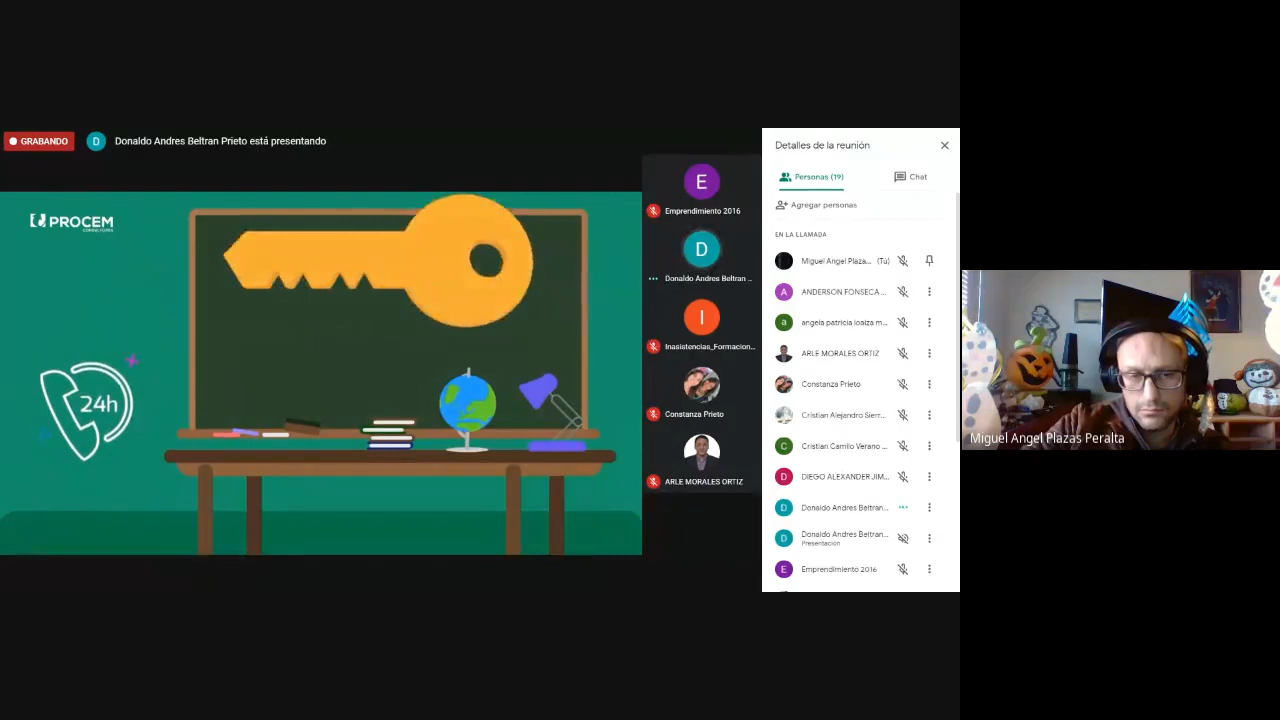 GRABANDO
D
Donaldo Andres Beltran Prieto está presentando
PROCEM
24h
E
Emprendimiento 2016
D
Donaldo Andres Beltran ...
I
Inasistencias_Formacion...
Constanza Prieto
ARLE MORALES ORTIZ
Detalles de la reunión
Personas (19)
Chat
Agregar personas
EN LA LLAMADA
Miguel Angel Plaza... (Tú)
A
ANDERSON FONSECA ...
a
angela patricia loaiza m...
ARLE MORALES ORTIZ
Constanza Prieto
Cristian Alejandro Sierr...
C
Cristian Camilo Verano ...
D
DIEGO ALEXANDER JIM...
D
Donaldo Andres Beltran...
D
Donaldo Andres Beltran...
Presentación
E
Emprendimiento 2016
Miguel Angel Plazas Peralta